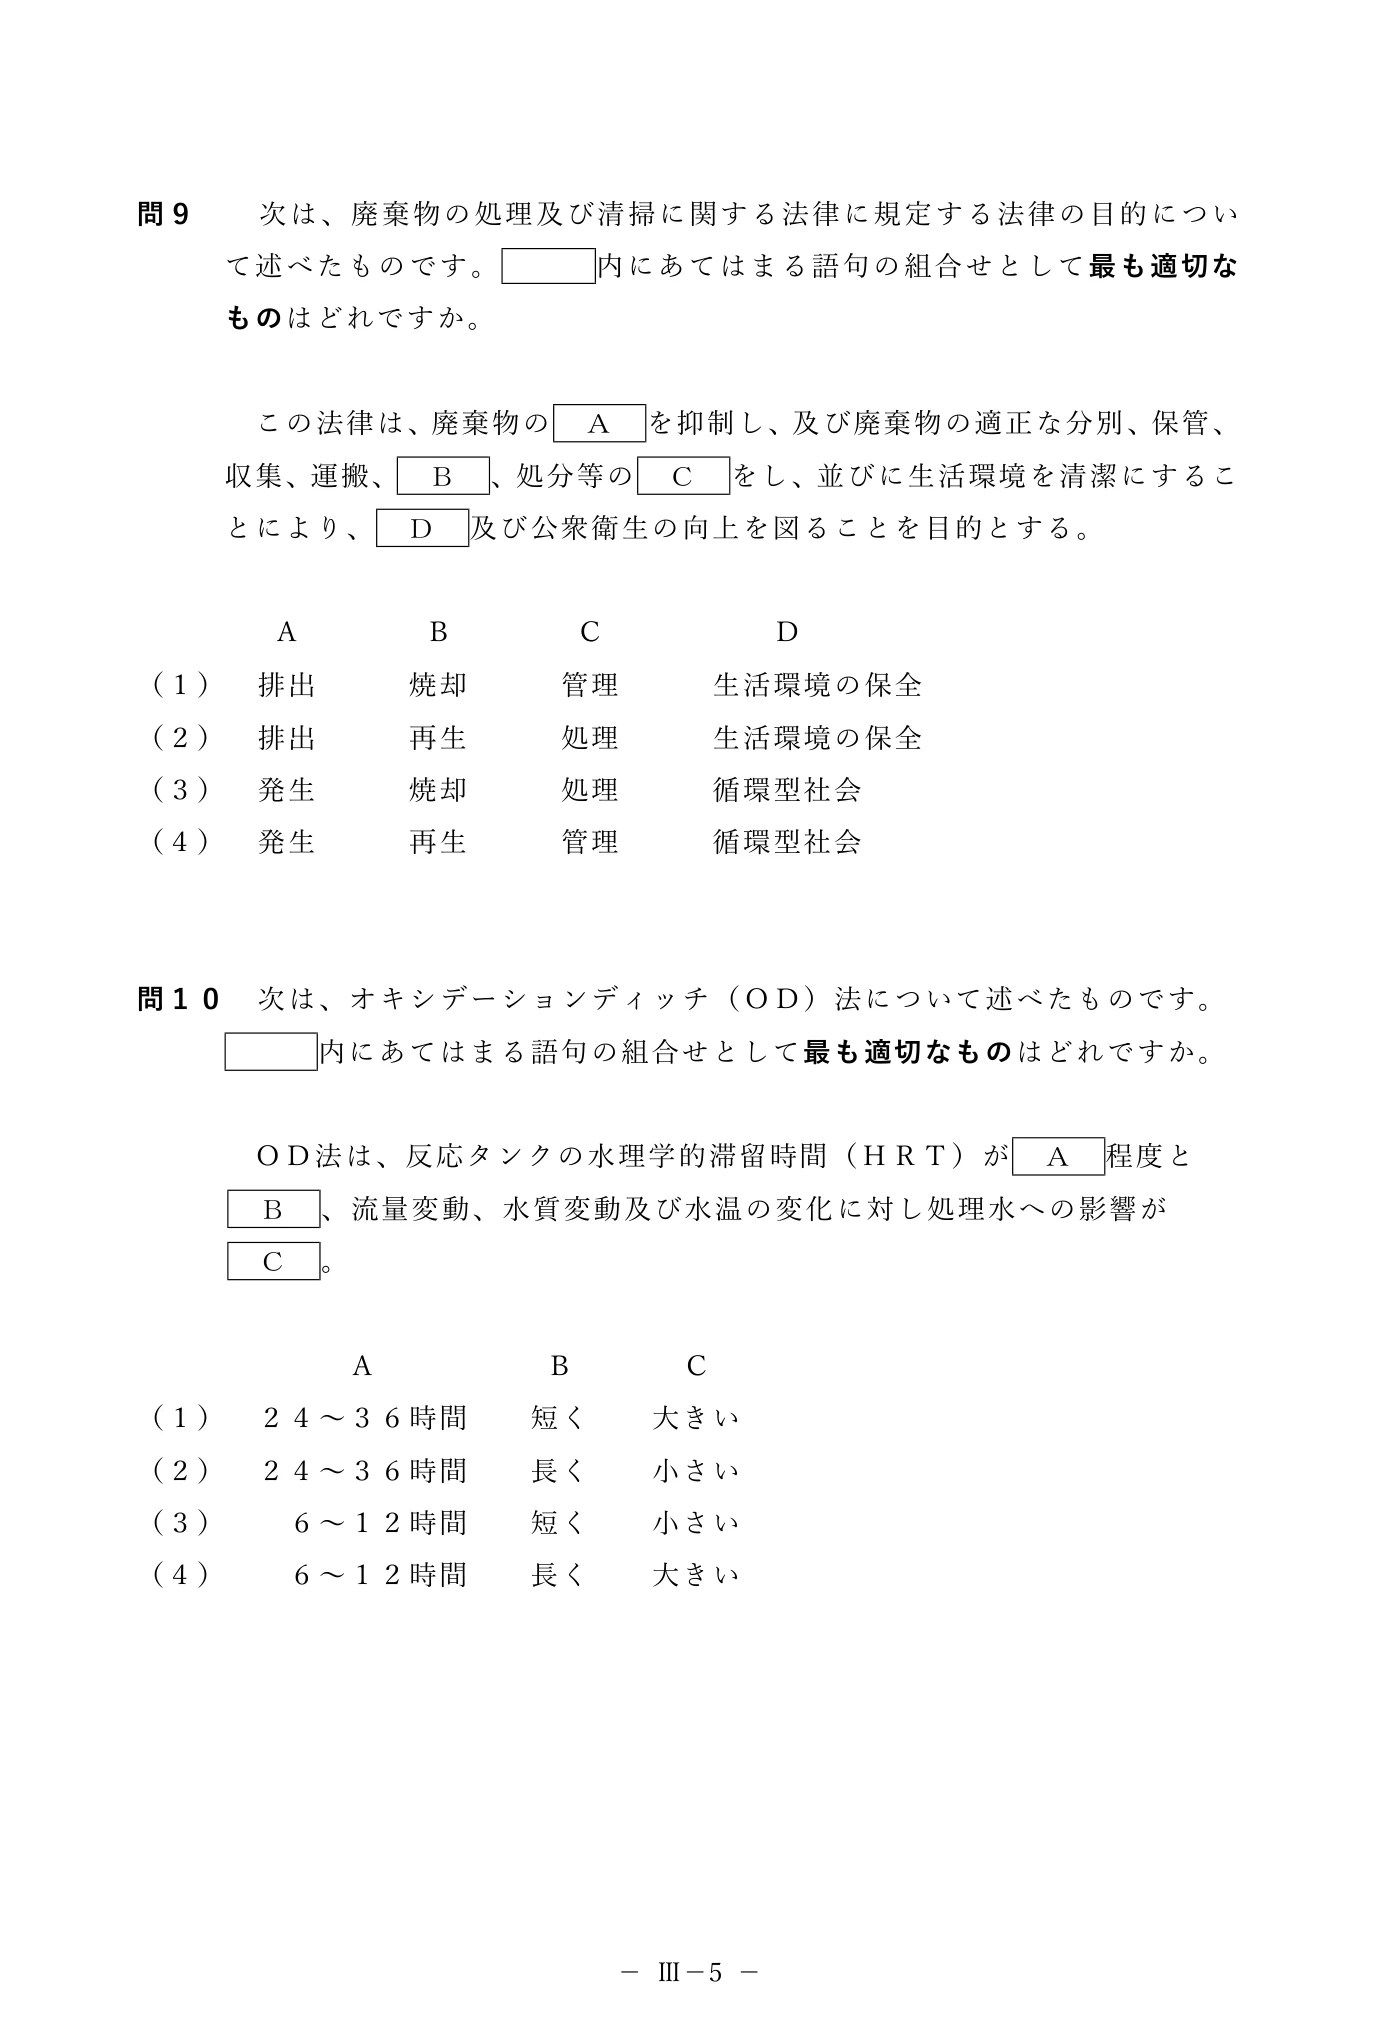 問９　次は、廃棄物の処理及び清掃に関する法律に規定する法律の目的につい
て述べたものです。　　　内にあてはまる語句の組合せとして最も適切な
ものはどれですか。
この法律は、廃棄物の　A　を抑制し、及び廃棄物の適正な分別、保管、
収集、運搬、　B　、処分等の　C　をし、並びに生活環境を清潔にするこ
とにより、　D　及び公衆衛生の向上を図ることを目的とする。
A　B　C　D
（１）　排出　焼却　管理　生活環境の保全
（２）　排出　再生　処理　生活環境の保全
（３）　発生　焼却　処理　循環型社会
（４）　発生　再生　管理　循環型社会
問１０　次は、オキシデーションディッチ（ＯＤ）法について述べたものです。
　　　内にあてはまる語句の組合せとして最も適切なものはどれですか。
ＯＤ法は、反応タンクの水理学的滞留時間（ＨＲＴ）が　A　程度と
　B　、流量変動、水質変動及び水温の変化に対し処理水への影響が
　C　。
A　B　C
（１）　２４～３６時間　短く　大きい
（２）　２４～３６時間　長く　小さい
（３）　６～１２時間　短く　小さい
（４）　６～１２時間　長く　大きい
－　Ⅲ－5　－